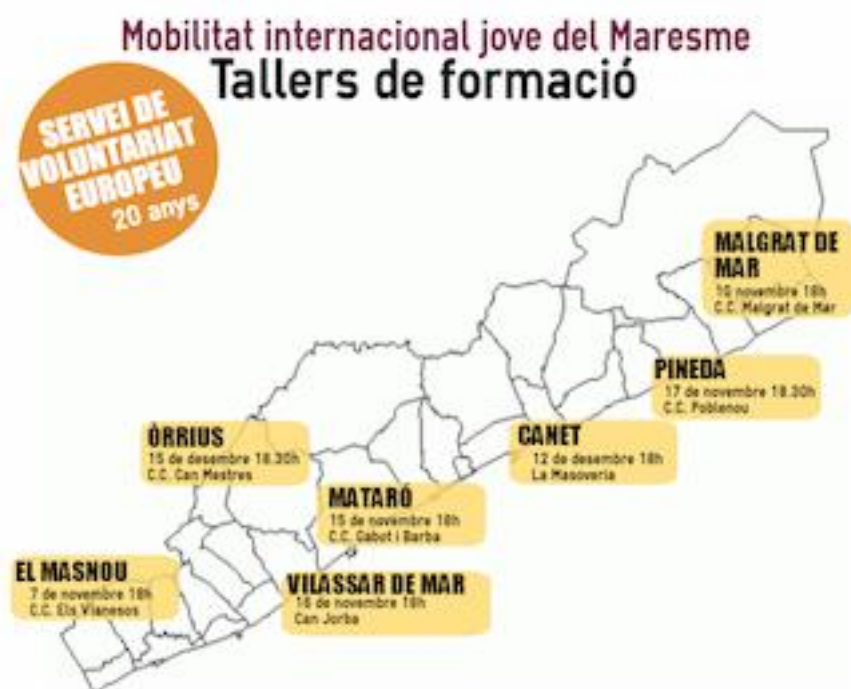 Mobilitat internacional jove del Maresme
Tallers de formació
SERVEI DE
VOLUNTARIAT
EUROPEU
20 anys
MALGRAT DE
MAR
10 novembre 18h
C.C. Malgrat de Mar
PINEDA
17 de novembre 18.30h
C.C. Poblenou
ÒRRIUS
15 de desembre 18.30h
C.C. Can Mestres
CANET
12 de desembre 18h
La Masoveria
MATARÓ
15 de novembre 18h
C.C. Gabot i Barba
EL MASNOU
7 de novembre 18h
C.C. Els Vianesos
VILASSAR DE MAR
16 de novembre 18h
Can Jorba